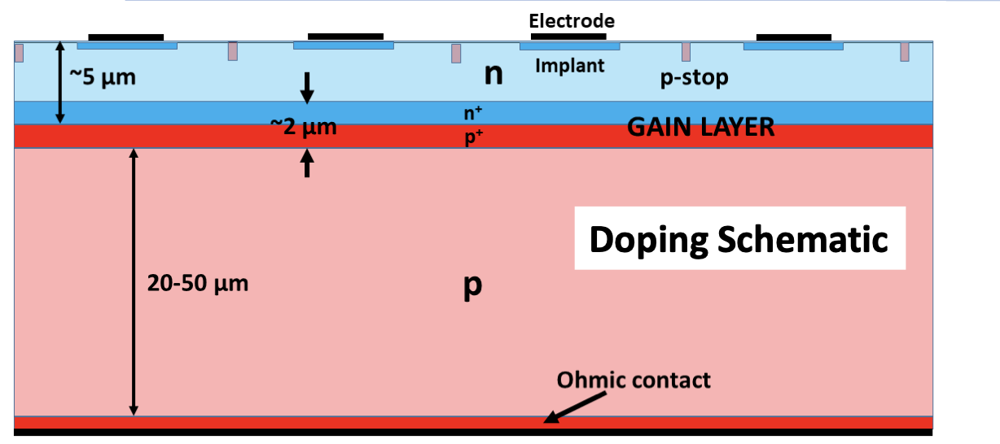 Electrode
~5 μm
n
Implant
p-stop
n⁺
~2 μm
GAIN LAYER
p⁺
Doping Schematic
20-50 μm
p
Ohmic contact